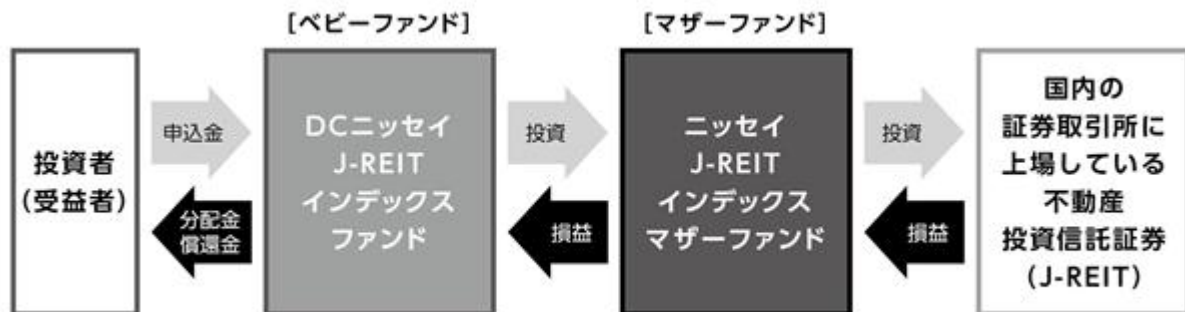 [ベビーファンド]
[マザーファンド]
投資者
(受益者)
申込金
分配金
償還金
DCニッセイ
J-REIT
インデックス
ファンド
投資
損益
ニッセイ
J-REIT
インデックス
マザーファンド
投資
損益
国内の
証券取引所に
上場している
不動産
投資信託証券
(J-REIT)